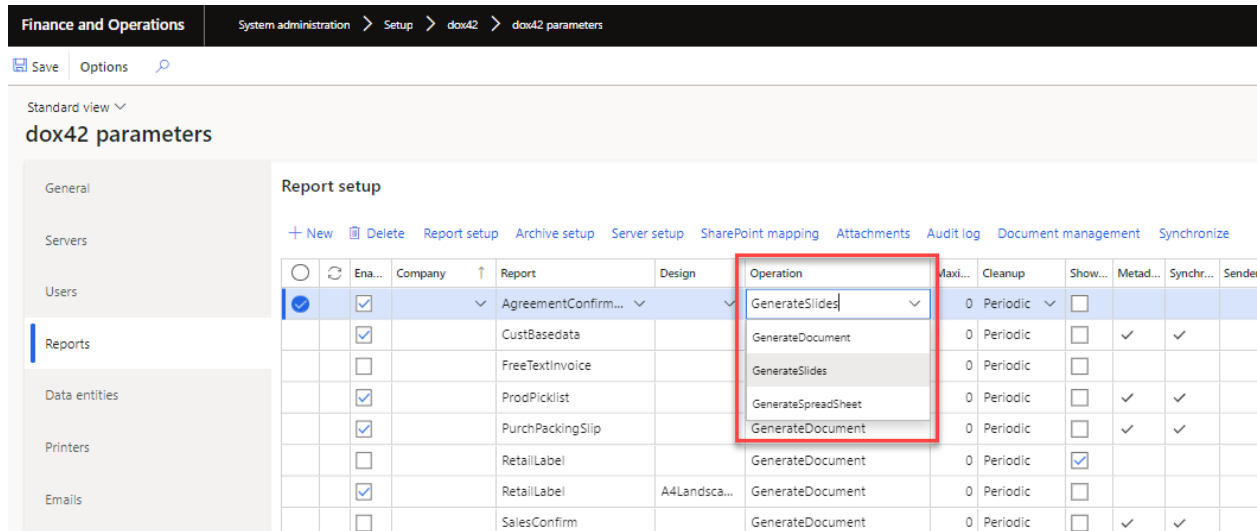 Finance and Operations System administration > Setup > dox42 > dox42 parameters
Save Options
Standard view
dox42 parameters
General
Servers
Users
Reports
Data entities
Printers
Emails
Report setup
+ New Delete Report setup Archive setup Server setup SharePoint mapping Attachments Audit log Document management Synchronize
Ena... Company ↑ Report Design Operation Maxi... Cleanup Show... Metad... Synchr... Sender
AgreementConfirm... GenerateSlides 0 Periodic
CustBasedata GenerateDocument 0 Periodic
FreeTextInvoice GenerateSlides 0 Periodic
ProdPicklist GenerateSpreadSheet 0 Periodic
PurchPackingSlip GenerateDocument 0 Periodic
RetailLabel GenerateDocument 0 Periodic
RetailLabel A4Landsca... GenerateDocument 0 Periodic
SalesConfirm GenerateDocument 0 Periodic